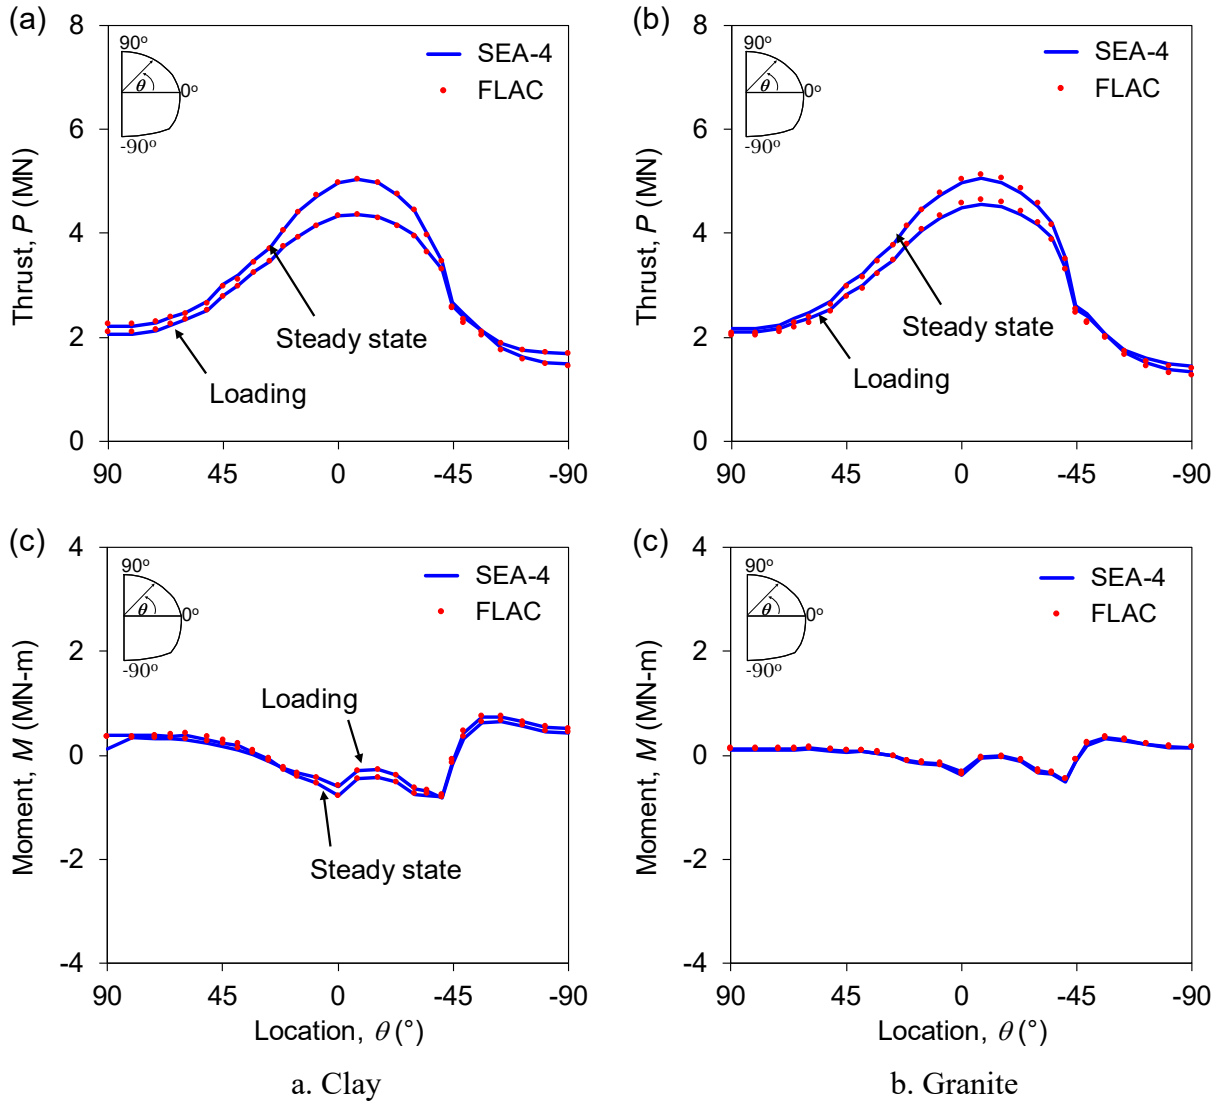 (a)
8
6
4
2
0
Thrust, P (MN)
90°
θ
0°
-90°
SEA-4
FLAC
Steady state
Loading
90 45 0 -45 -90
(b)
8
6
4
2
0
Thrust, P (MN)
90°
θ
0°
-90°
SEA-4
FLAC
Steady state
Loading
90 45 0 -45 -90
(c)
4
2
0
-2
-4
Moment, M (MN-m)
90°
θ
0°
-90°
SEA-4
FLAC
Loading
Steady state
90 45 0 -45 -90
Location, θ (°)
a. Clay
(c)
4
2
0
-2
-4
Moment, M (MN-m)
90°
θ
0°
-90°
SEA-4
FLAC
90 45 0 -45 -90
Location, θ (°)
b. Granite